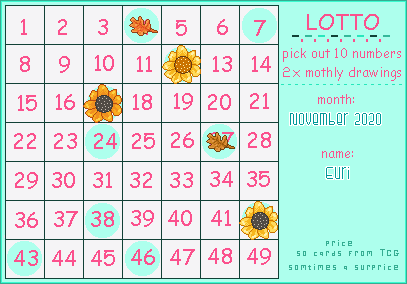 1 2 3 5 6 7
8 9 10 11 13 14
15 16 18 19 20 21
22 23 24 25 26 28
29 30 31 32 33 34 35
36 37 38 39 40 41
43 44 45 46 47 48 49
LOTTO
pick out 10 numbers
2x mothly drawings
month:
November 2020
name:
Euri
price
50 cards from TCG
somtimes a surprice